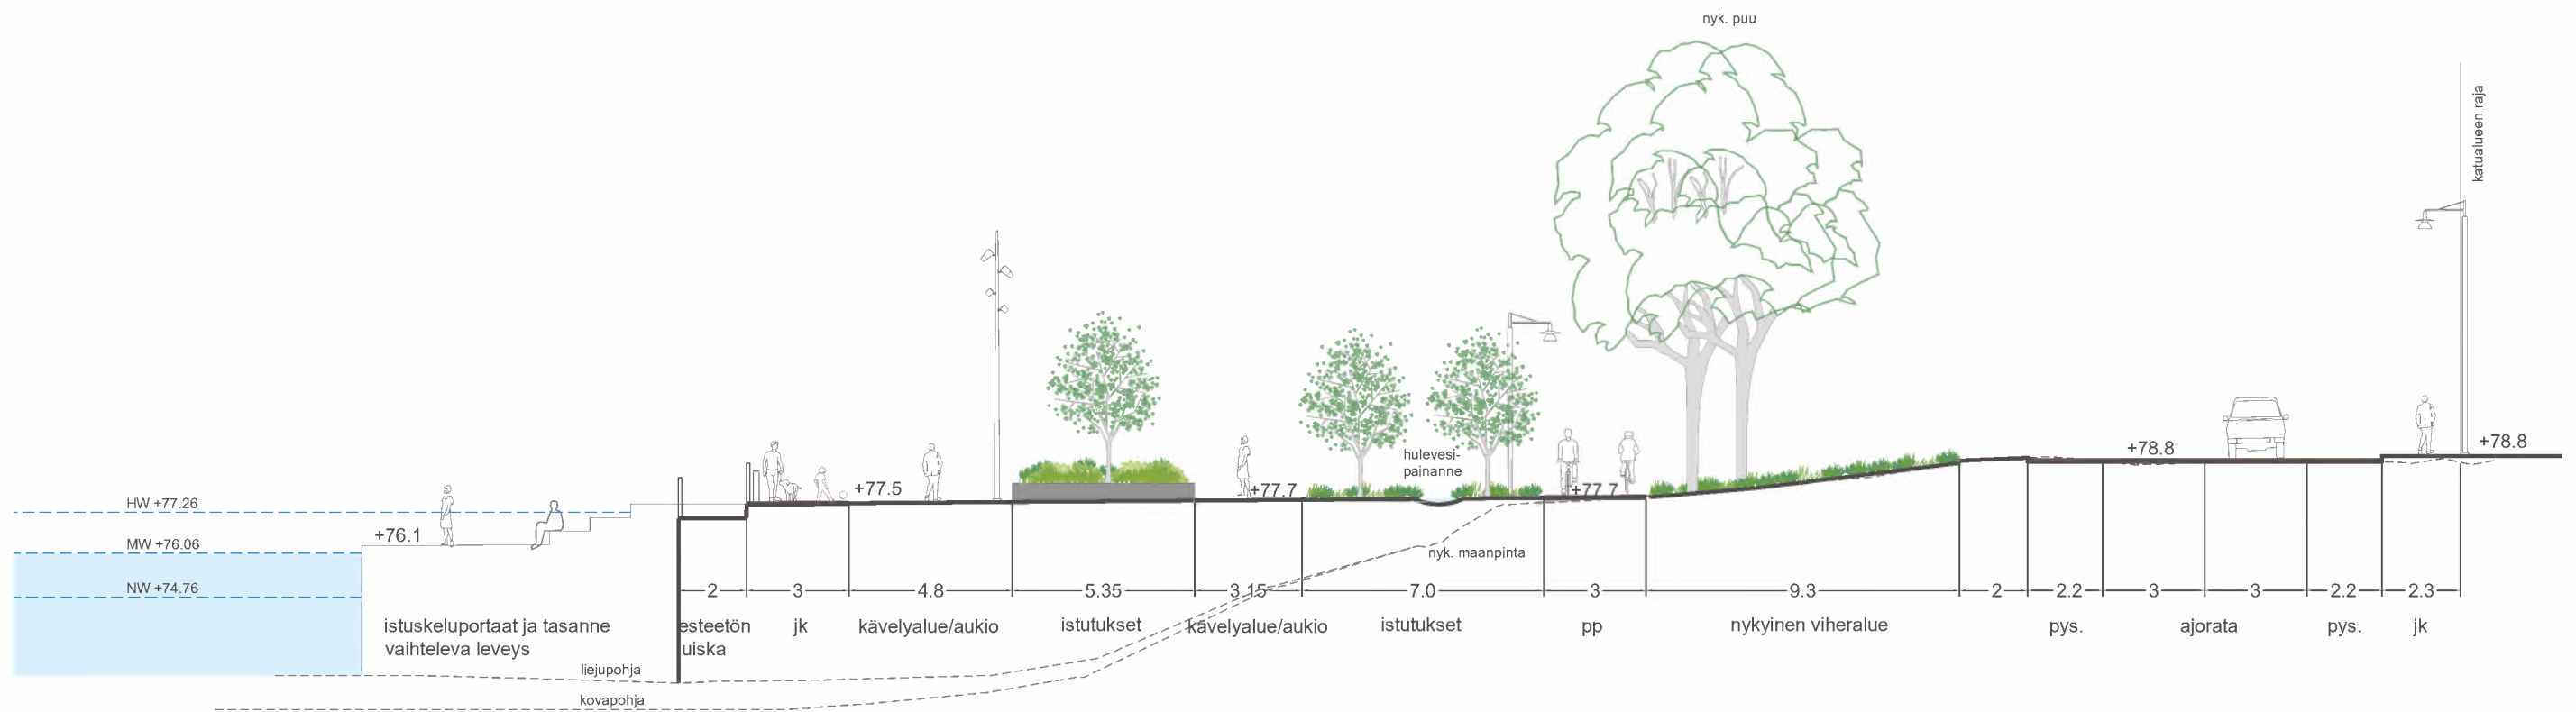 nyk. puu
katualueen raja
+78.8
+78.8
hulevesi-
painanne
+77.5
+77.7
+77.7
HW +77.26
+76.1
MW +76.06
nyk. maanpinta
NW +74.76
2
3
4.8
5.35
3.15
7.0
3
9.3
2
2.2
3
3
2.2
2.3
istuskeluportaat ja tasanne
vaihteleva leveys
esteetön
luiska
jk
kävelyalue/aukio
istutukset
kävelyalue/aukio
istutukset
pp
nykyinen viheralue
pys.
ajorata
pys.
jk
liejupohja
kovapohja